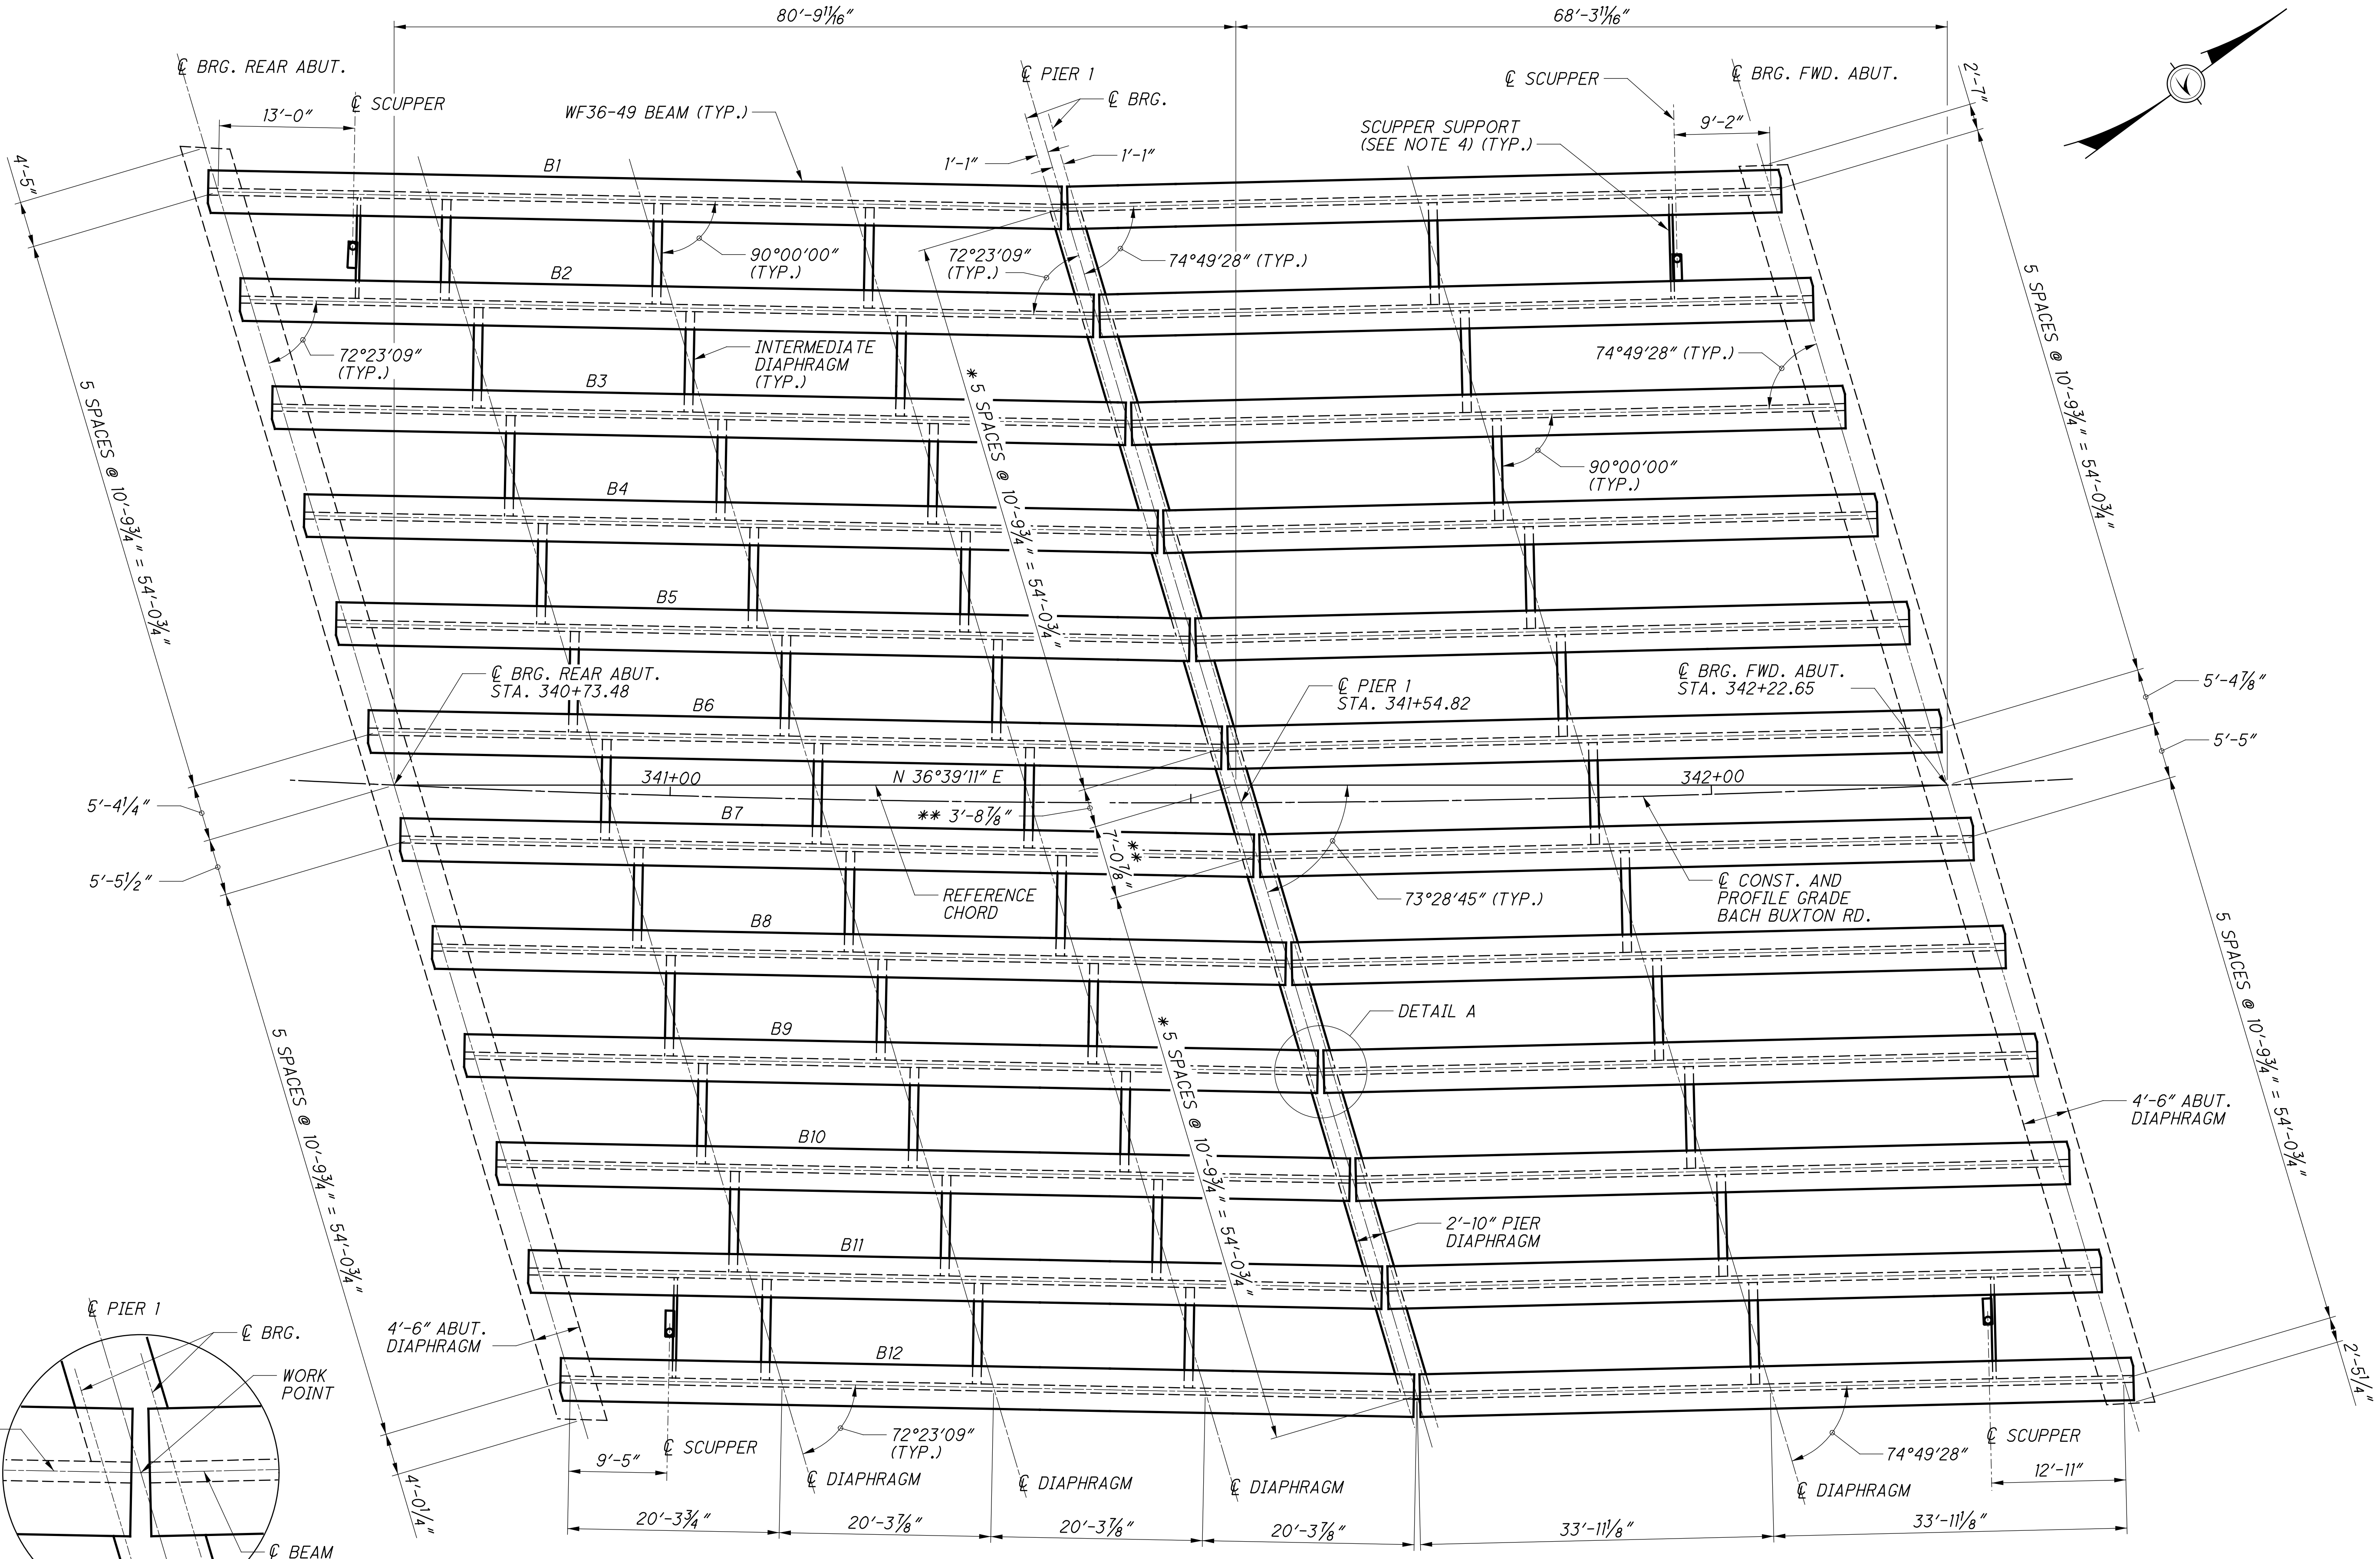 80'-9 11/16"
68'-3 11/16"
℄ BRG. REAR ABUT.
℄ SCUPPER
13'-0"
WF36-49 BEAM (TYP.)
℄ PIER 1
℄ BRG.
1'-1"
1'-1"
℄ SCUPPER
℄ BRG. FWD. ABUT.
9'-2"
SCUPPER SUPPORT
(SEE NOTE 4) (TYP.)
2'-7"
4'-5"
B1
90°00'00"
(TYP.)
72°23'09"
(TYP.)
74°49'28" (TYP.)
B2
72°23'09"
(TYP.)
INTERMEDIATE
DIAPHRAGM
(TYP.)
74°49'28" (TYP.)
B3
5 SPACES @ 10'-9 3/4" = 54'-0 3/4"
* 5 SPACES @ 10'-9 3/4" = 54'-0 3/4"
5 SPACES @ 10'-9 3/4" = 54'-0 3/4"
90°00'00"
(TYP.)
B4
B5
℄ BRG. REAR ABUT.
STA. 340+73.48
℄ PIER 1
STA. 341+54.82
℄ BRG. FWD. ABUT.
STA. 342+22.65
5'-4 7/8"
5'-5"
B6
341+00
N 36°39'11" E
342+00
5'-4 1/4"
5'-5 1/2"
** 3'-8 7/8"
**
7'-0 7/8"
B7
REFERENCE
CHORD
73°28'45" (TYP.)
℄ CONST. AND
PROFILE GRADE
BACH BUXTON RD.
B8
DETAIL A
B9
5 SPACES @ 10'-9 3/4" = 54'-0 3/4"
* 5 SPACES @ 10'-9 3/4" = 54'-0 3/4"
5 SPACES @ 10'-9 3/4" = 54'-0 3/4"
4'-6" ABUT.
DIAPHRAGM
B10
2'-10" PIER
DIAPHRAGM
B11
4'-6" ABUT.
DIAPHRAGM
B12
2'-5 1/4"
4'-0 1/4"
72°23'09"
(TYP.)
74°49'28"
℄ SCUPPER
9'-5"
℄ DIAPHRAGM
℄ DIAPHRAGM
℄ DIAPHRAGM
℄ DIAPHRAGM
℄ SCUPPER
12'-11"
20'-3 3/4"
20'-3 7/8"
20'-3 7/8"
20'-3 7/8"
33'-11 1/8"
33'-11 1/8"
℄ PIER 1
℄ BRG.
WORK
POINT
℄ BEAM